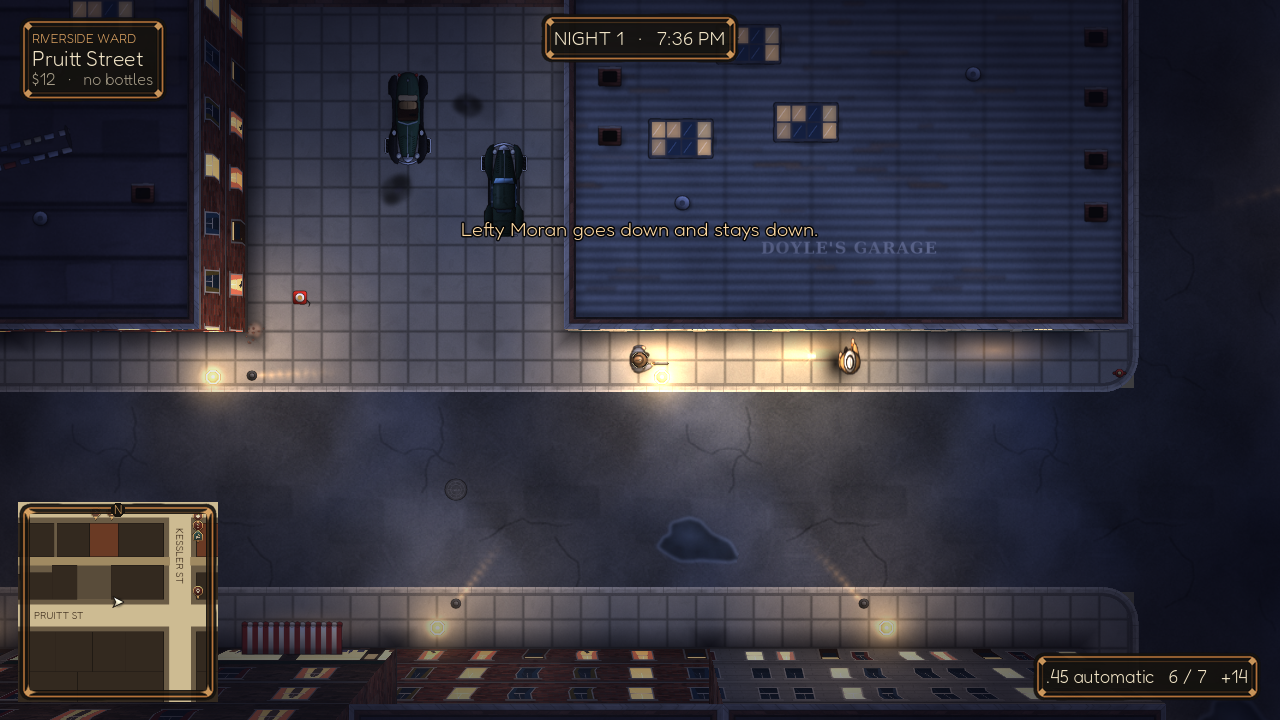 RIVERSIDE WARD
Pruitt Street
$12 · no bottles
NIGHT 1 · 7:36 PM
Lefty Moran goes down and stays down.
DOYLE'S GARAGE
N
KESSLER ST
PRUITT ST
.45 automatic 6 / 7 +14